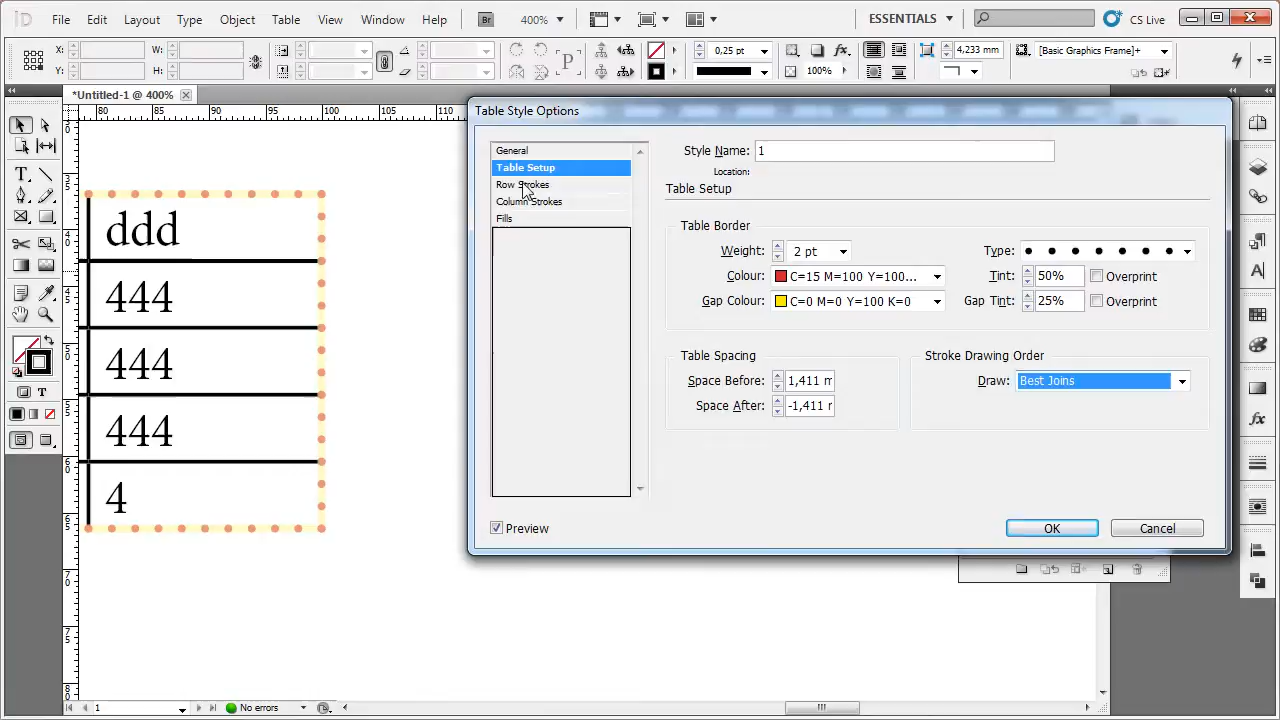 iD File Edit Layout Type Object Table View Window Help Br 400% ESSENTIALS CS Live
X: W: 0,25 pt fx. 4,233 mm [Basic Graphics Frame]+
Y: H: P 100%
*Untitled-1 @ 400%
80 85 90 95 100 105 110
Table Style Options
General
Table Setup
Row Strokes
Column Strokes
Fills
Style Name: 1
Location:
Table Setup
Table Border
Weight: 2 pt Type:
Colour: C=15 M=100 Y=100... Tint: 50% Overprint
Gap Colour: C=0 M=0 Y=100 K=0 Gap Tint: 25% Overprint
Table Spacing Stroke Drawing Order
Space Before: 1,411 m Draw: Best Joins
Space After: -1,411 r
Preview OK Cancel
ddd
444
444
444
4
1 No errors